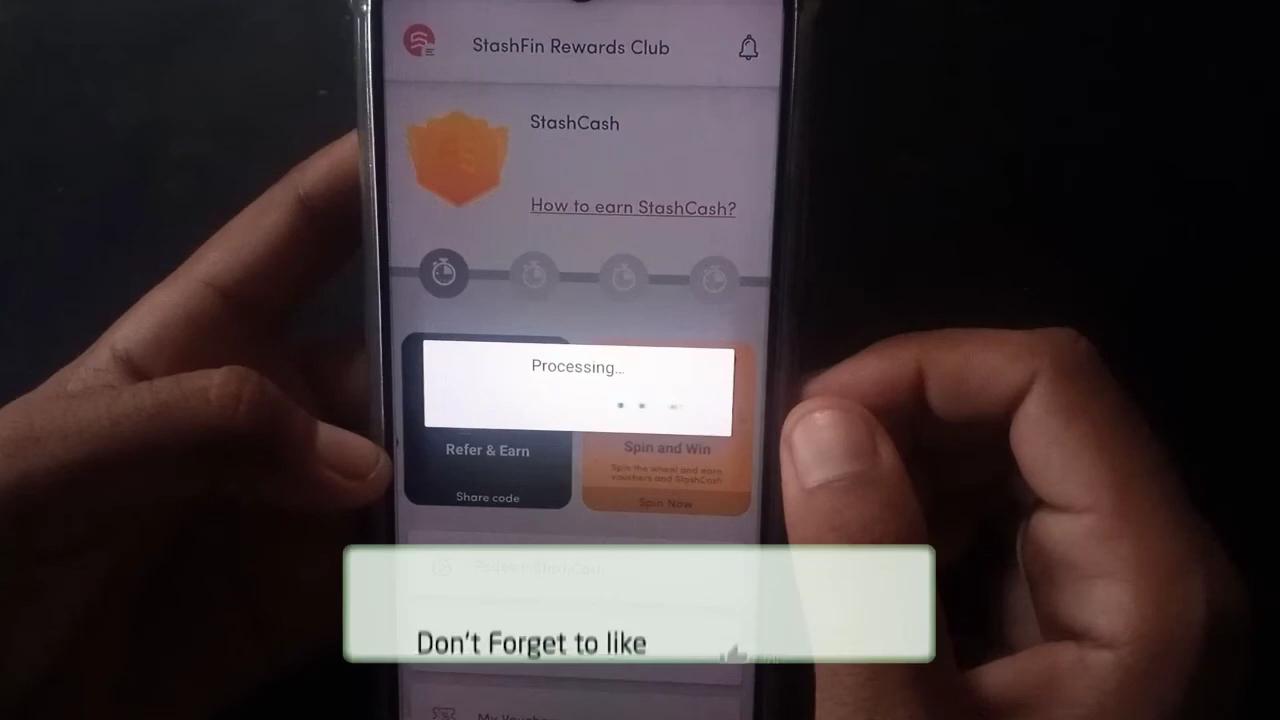 StashFin Rewards Club
StashCash
How to earn StashCash?
Processing...
Refer & Earn
Share code
Spin and Win
Spin the wheel and earn
vouchers and StashCash
Spin Now
Redeem StashCash
Don't Forget to like
My